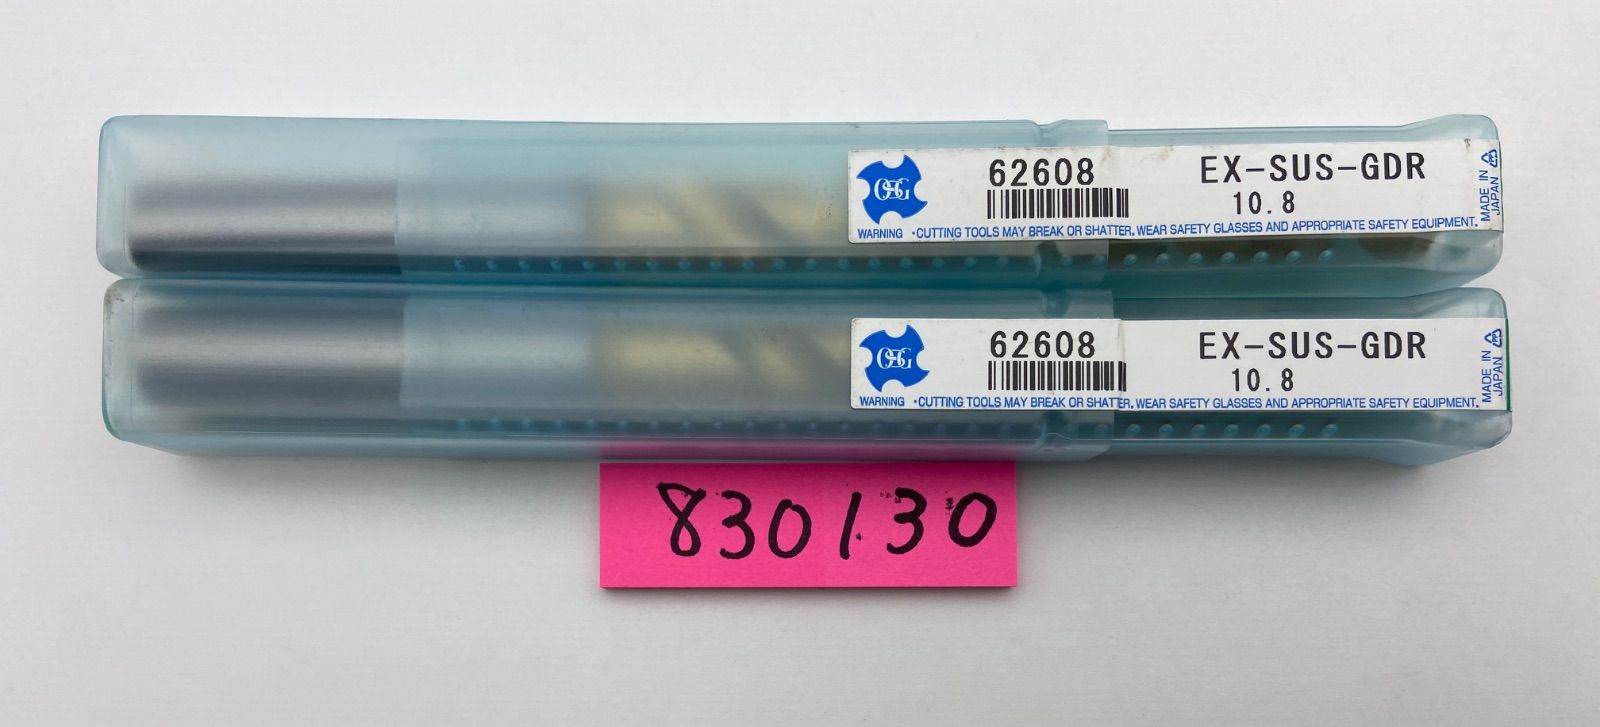 OSG
62608
EX-SUS-GDR
10.8
WARNING ・CUTTING TOOLS MAY BREAK OR SHATTER. WEAR SAFETY GLASSES AND APPROPRIATE SAFETY EQUIPMENT.
MADE IN
JAPAN
OSG
62608
EX-SUS-GDR
10.8
WARNING ・CUTTING TOOLS MAY BREAK OR SHATTER. WEAR SAFETY GLASSES AND APPROPRIATE SAFETY EQUIPMENT.
MADE IN
JAPAN
830130